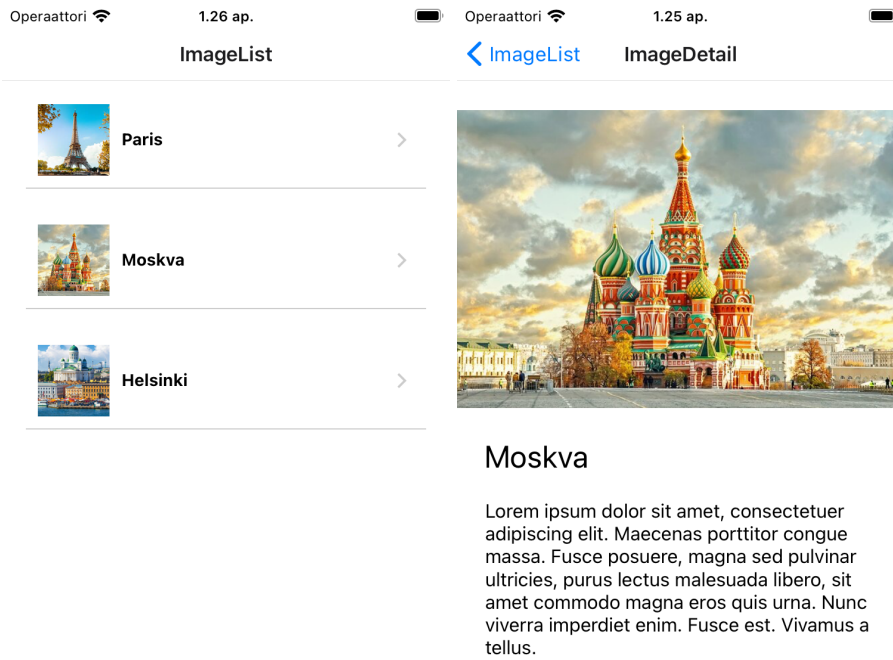 Operaattori 1.26 ap.
ImageList
Paris
Moskva
Helsinki
Operaattori 1.25 ap.
ImageList ImageDetail
Moskva
Lorem ipsum dolor sit amet, consectetuer
adipiscing elit. Maecenas porttitor congue
massa. Fusce posuere, magna sed pulvinar
ultricies, purus lectus malesuada libero, sit
amet commodo magna eros quis urna. Nunc
viverra imperdiet enim. Fusce est. Vivamus a
tellus.